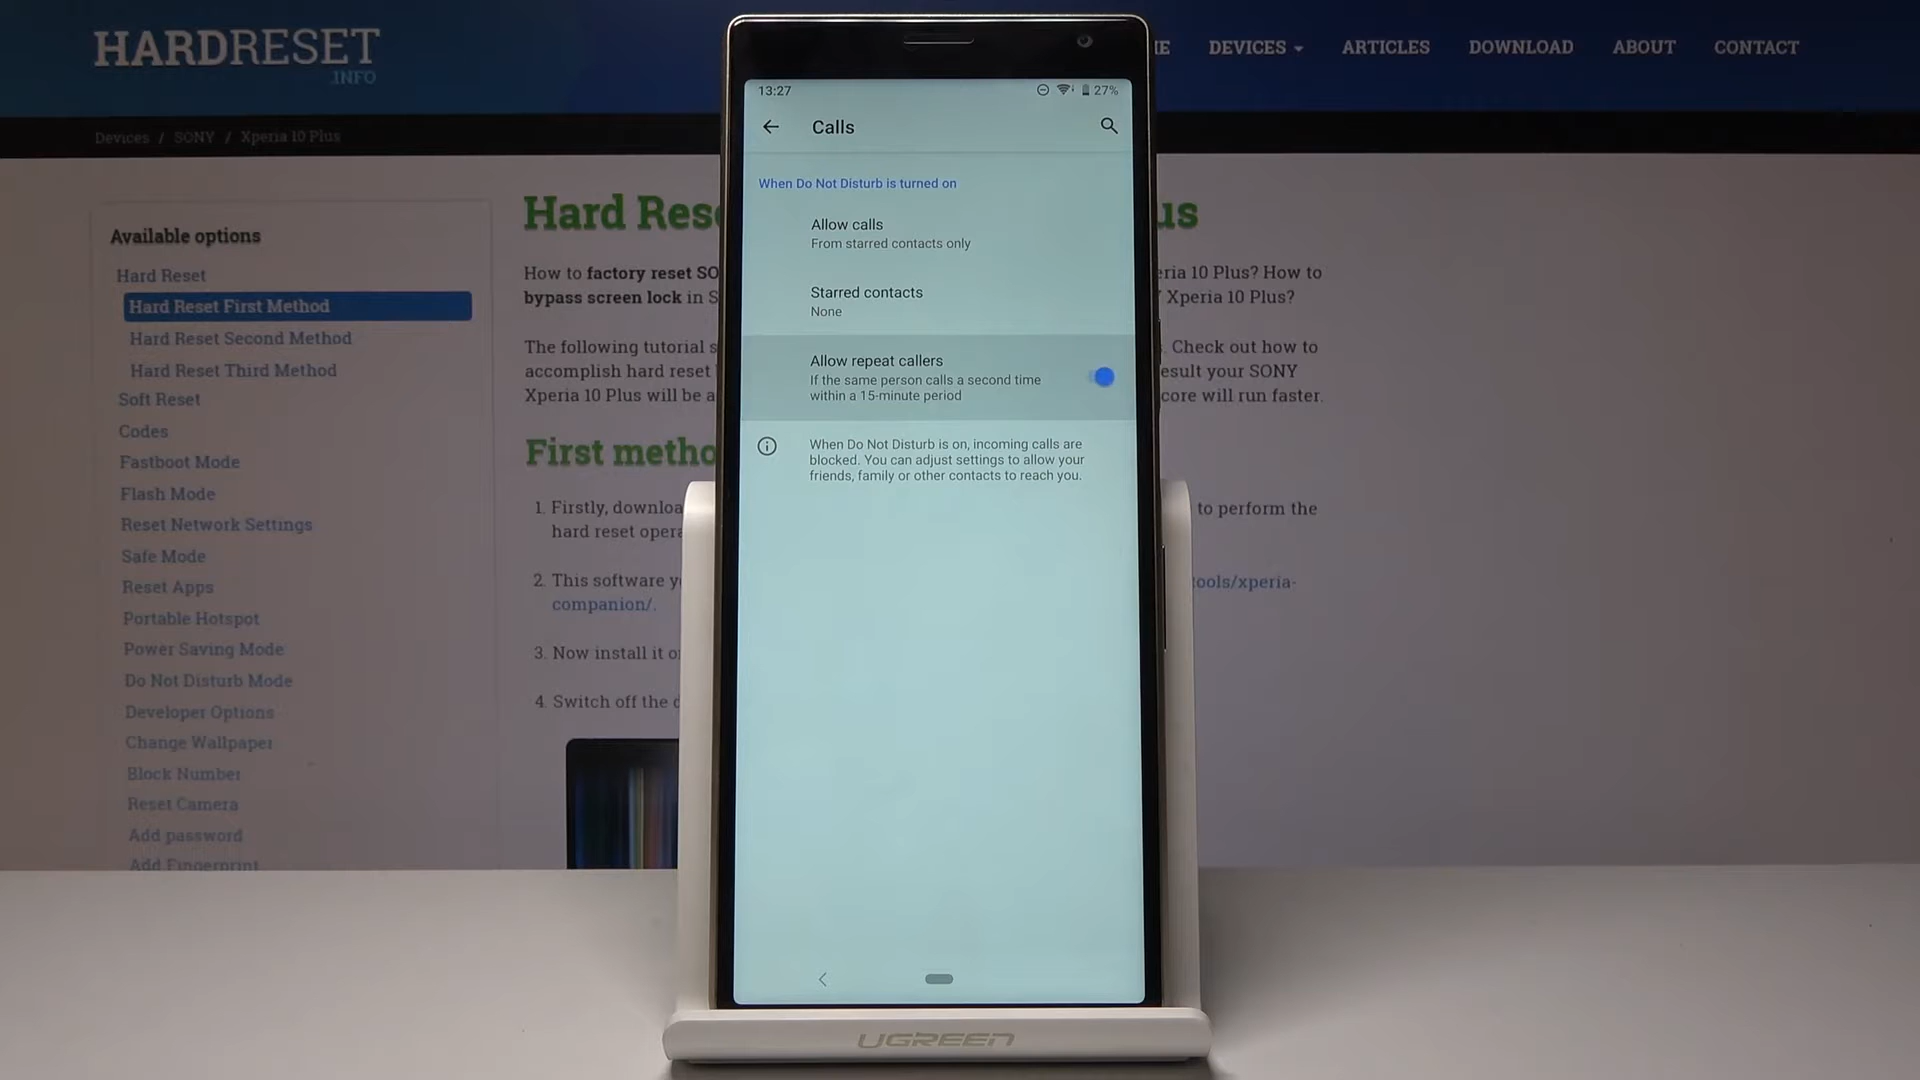 HARDRESET
.INFO
DEVICES
ARTICLES
DOWNLOAD
ABOUT
CONTACT
Devices / SONY / Xperia 10 Plus
Available options
Hard Reset
Hard Reset First Method
Hard Reset Second Method
Hard Reset Third Method
Soft Reset
Codes
Fastboot Mode
Flash Mode
Reset Network Settings
Safe Mode
Reset Apps
Portable Hotspot
Power Saving Mode
Do Not Disturb Mode
Developer Options
Change Wallpaper
Block Number
Reset Camera
Add password
Add Fingerprint
Hard Res
us
How to factory reset SO
eria 10 Plus? How to
bypass screen lock in S
Xperia 10 Plus?
The following tutorial s
. Check out how to
accomplish hard reset
esult your SONY
Xperia 10 Plus will be a
core will run faster.
First metho
1. Firstly, downloa
to perform the
hard reset opera
2. This software y
ools/xperia-
companion/.
3. Now install it o
4. Switch off the d
13:27
27%
Calls
When Do Not Disturb is turned on
Allow calls
From starred contacts only
Starred contacts
None
Allow repeat callers
If the same person calls a second time
within a 15-minute period
When Do Not Disturb is on, incoming calls are
blocked. You can adjust settings to allow your
friends, family or other contacts to reach you.
UGREEN